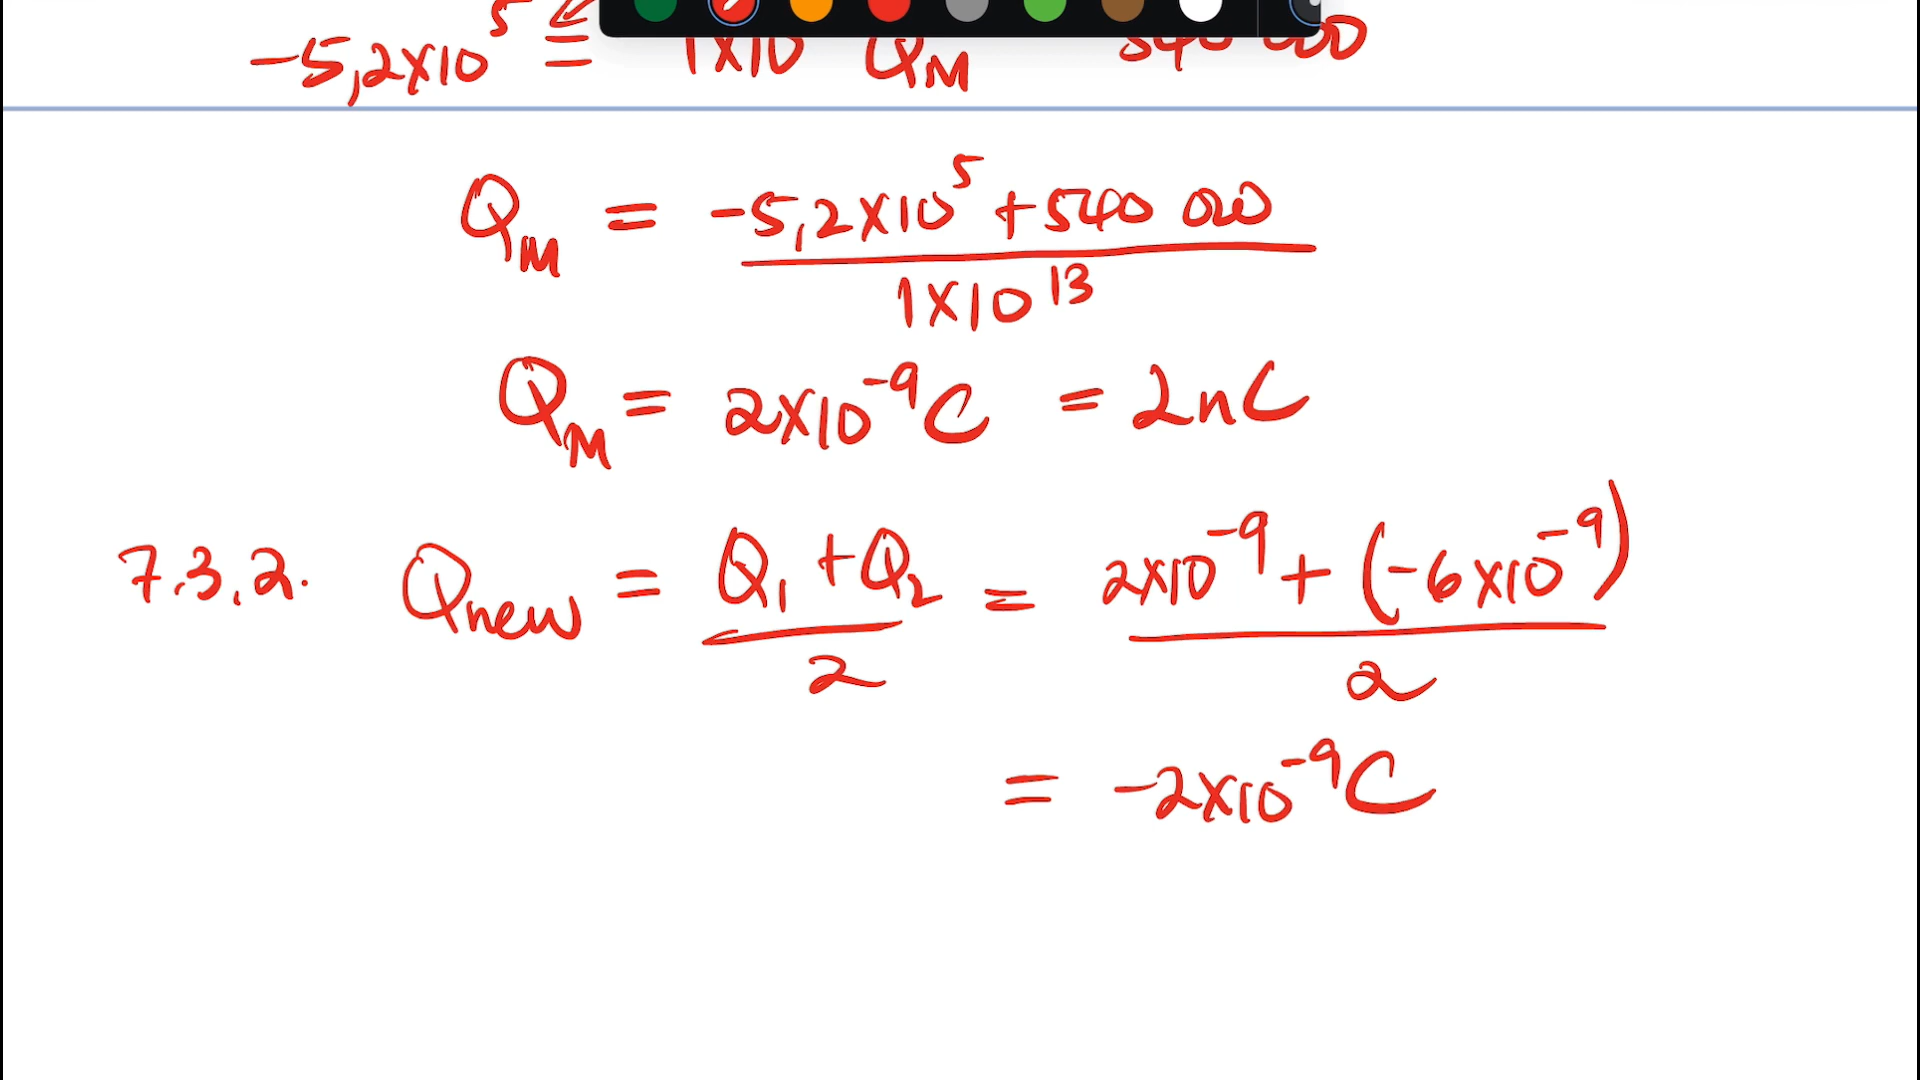 -5,2x10⁵ = 1x10 Q_M 540 000
Q_M = -5,2x10⁵ + 540 000 / 1x10¹³
Q_M = 2x10⁻⁹C = 2nC
7.3.2. Qnew = Q₁ + Q₂ / 2 = 2x10⁻⁹ + (-6x10⁻⁹) / 2
= -2x10⁻⁹C